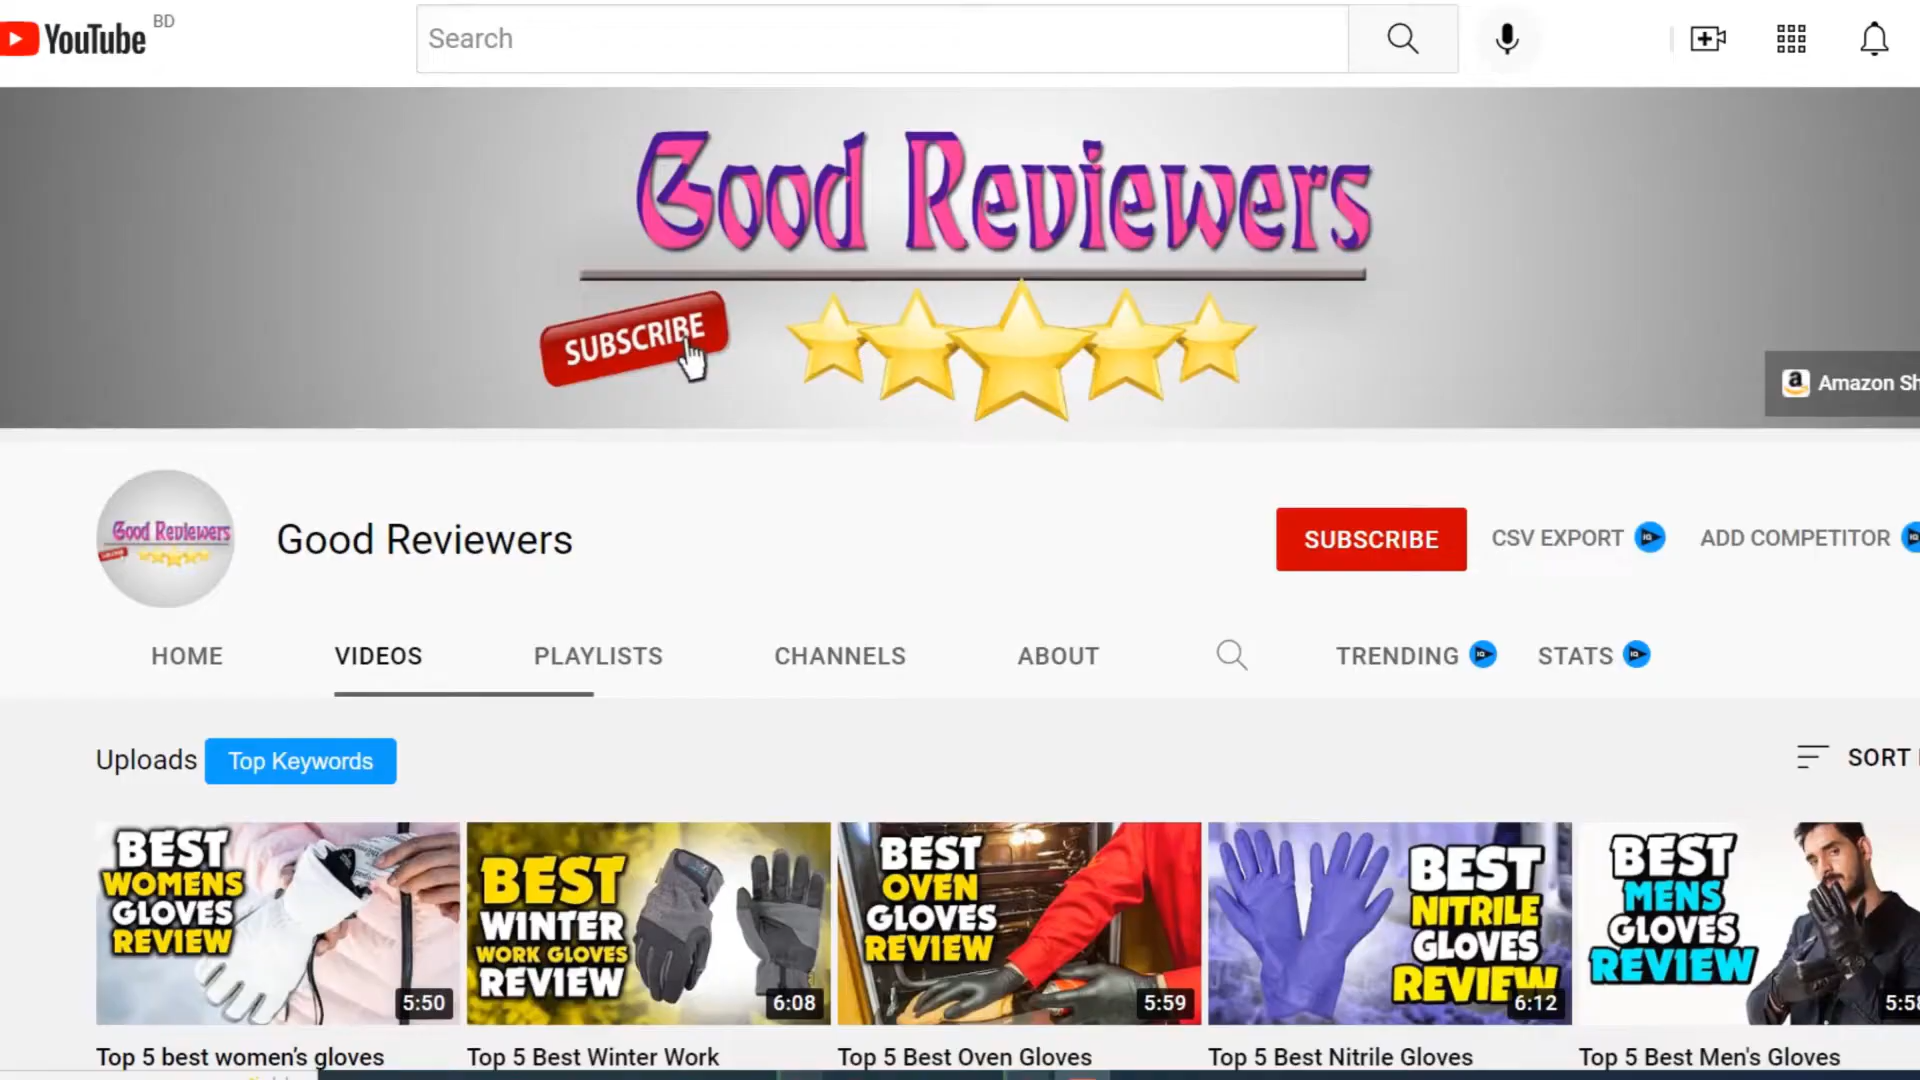 YouTube BD
Search
Good Reviewers
SUBSCRIBE
a Amazon Sh
Good Reviewers
Good Reviewers
SUBSCRIBE
CSV EXPORT
ADD COMPETITOR
HOME
VIDEOS
PLAYLISTS
CHANNELS
ABOUT
TRENDING
STATS
Uploads
Top Keywords
SORT
BEST
WOMENS
GLOVES
REVIEW
5:50
BEST
WINTER
WORK GLOVES
REVIEW
6:08
BEST
OVEN
GLOVES
REVIEW
5:59
BEST
NITRILE
GLOVES
REVIEW
6:12
BEST
MENS
GLOVES
REVIEW
5:58
Top 5 best women's gloves
Top 5 Best Winter Work
Top 5 Best Oven Gloves
Top 5 Best Nitrile Gloves
Top 5 Best Men's Gloves